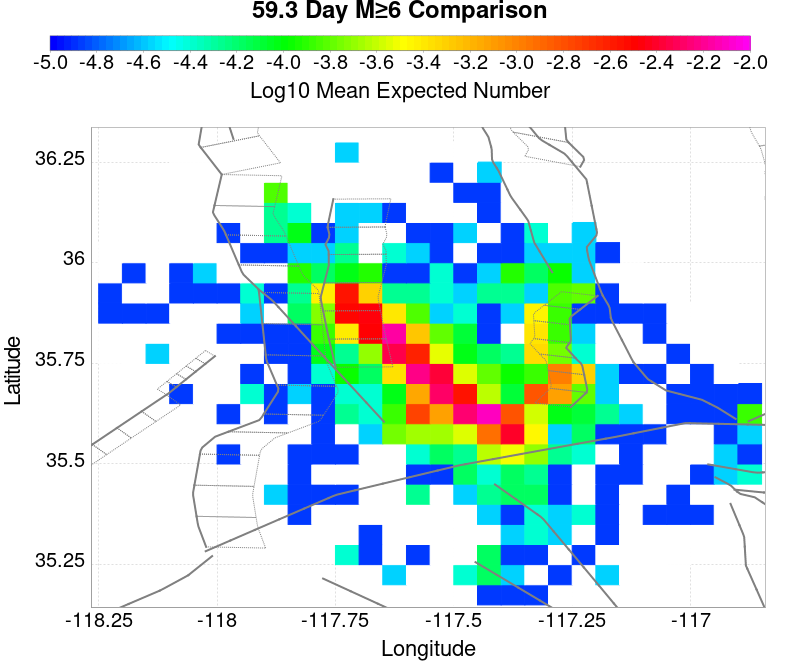 59.3 Day M≥6 Comparison
-5.0 -4.8 -4.6 -4.4 -4.2 -4.0 -3.8 -3.6 -3.4 -3.2 -3.0 -2.8 -2.6 -2.4 -2.2 -2.0
Log10 Mean Expected Number
36.25
36
35.75
35.5
35.25
Latitude
-118.25 -118 -117.75 -117.5 -117.25 -117
Longitude